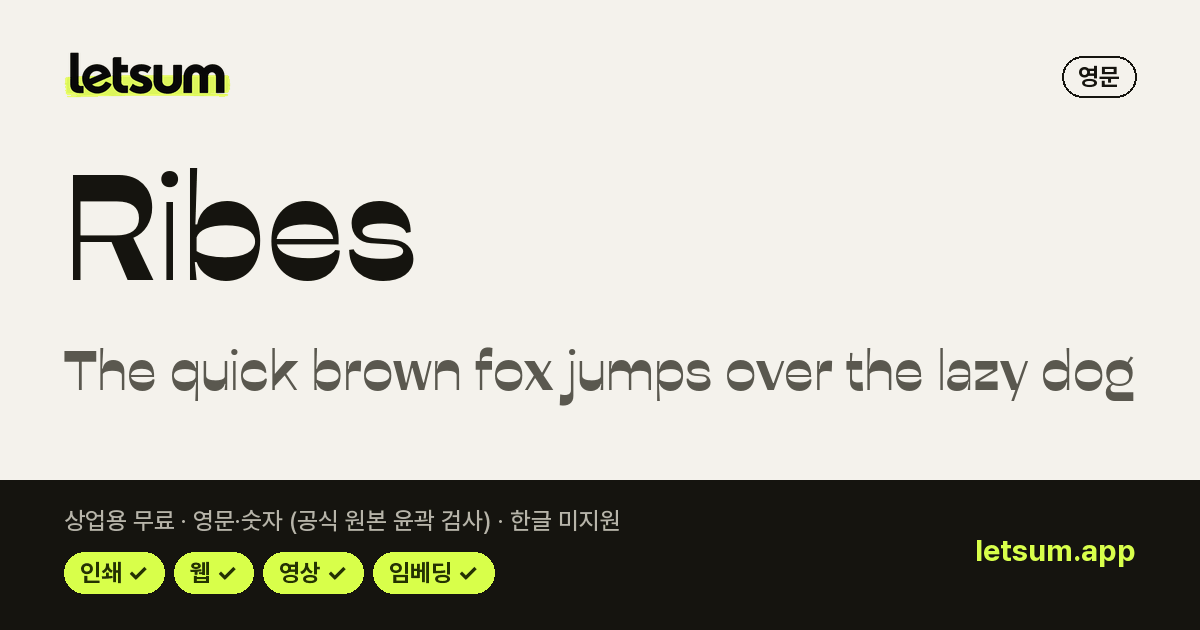 letsum
영문
Ribes
The quick brown fox jumps over the lazy dog
상업용 무료 · 영문·숫자 (공식 원본 윤곽 검사) · 한글 미지원
인쇄 ✓ 웹 ✓ 영상 ✓ 임베딩 ✓
letsum.app